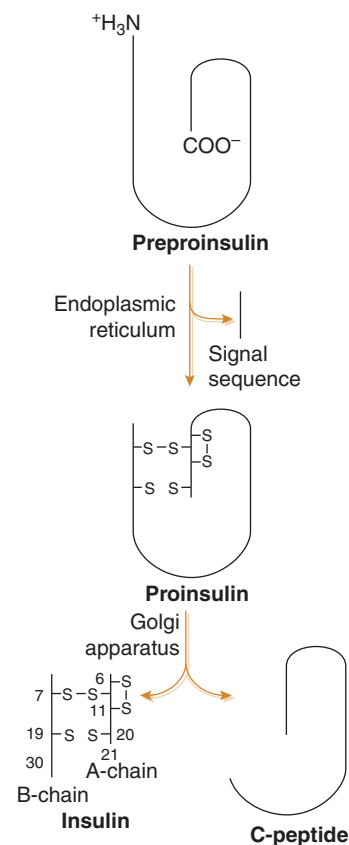 ⁺H₃N
COO⁻
Preproinsulin
Endoplasmic
reticulum
Signal
sequence
S
S–S
S
S S
Proinsulin
Golgi
apparatus
6
S
7 S–S
11 S
19 S S 20
21
30
A-chain
B-chain
Insulin
C-peptide